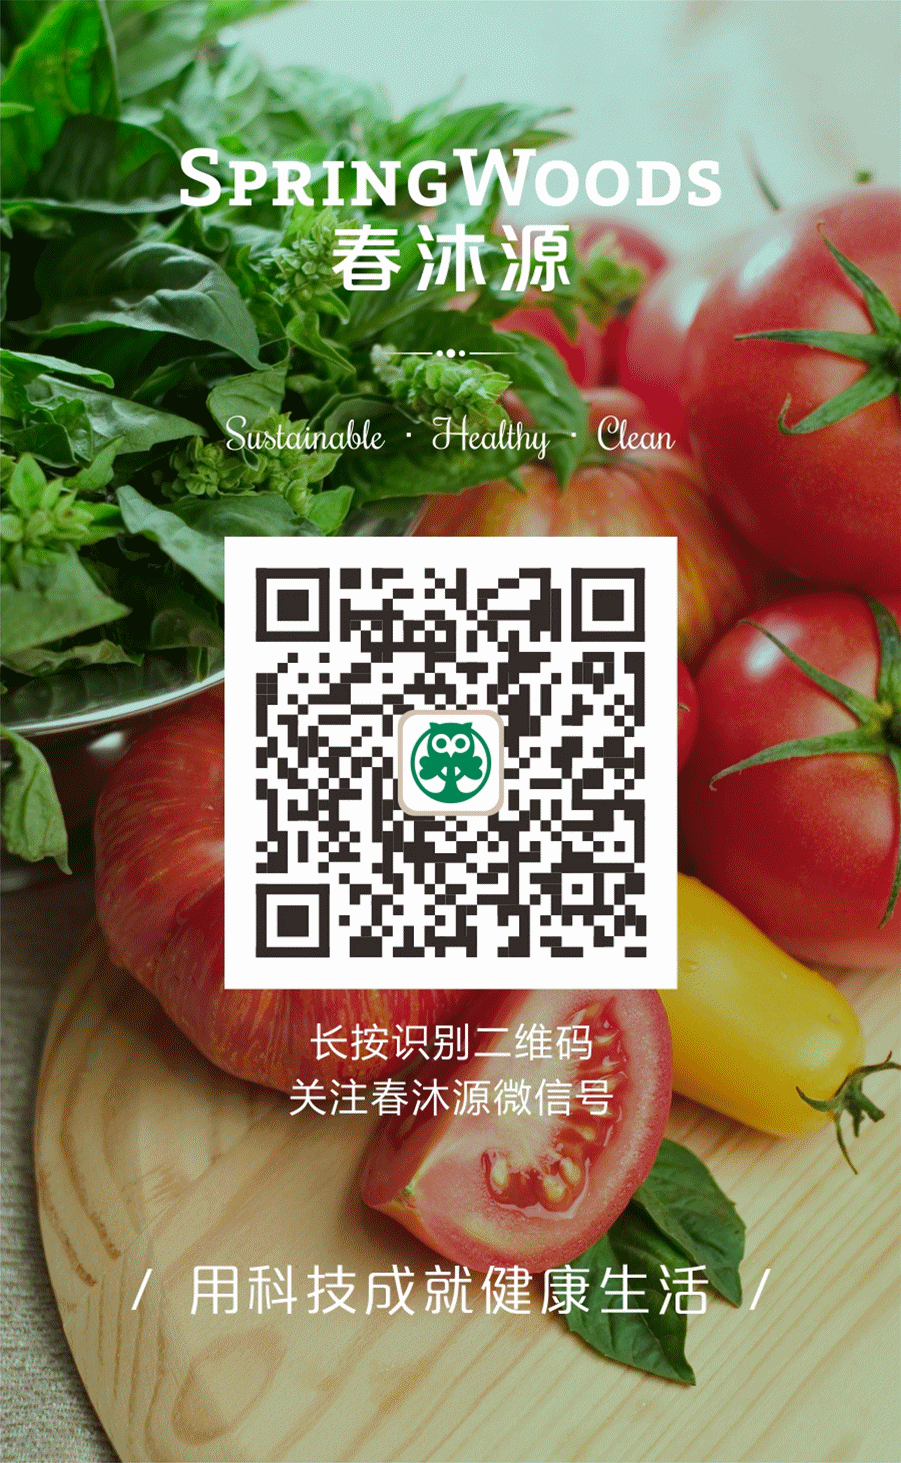 SPRINGWOODS
春沐源
Sustainable · Healthy · Clean
长按识别二维码
关注春沐源微信号
/ 用科技成就健康生活 /